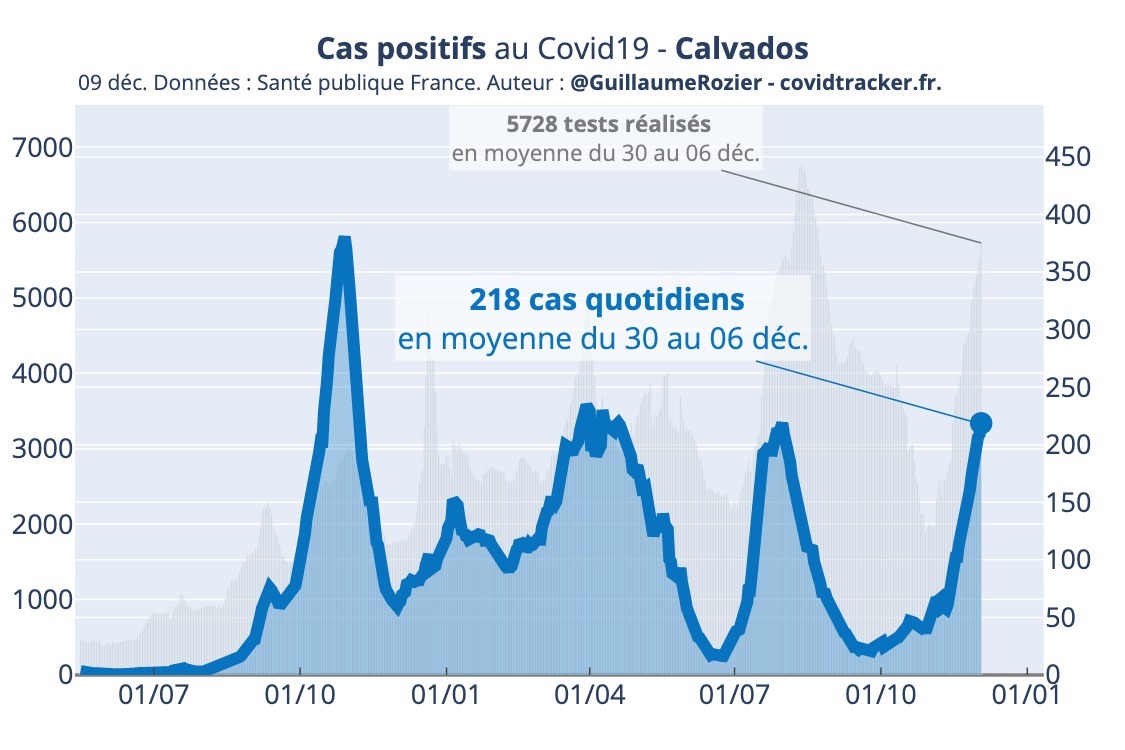 Cas positifs au Covid19 - Calvados
09 déc. Données : Santé publique France. Auteur : @GuillaumeRozier - covidtracker.fr.
5728 tests réalisés
en moyenne du 30 au 06 déc.
218 cas quotidiens
en moyenne du 30 au 06 déc.
7000
6000
5000
4000
3000
2000
1000
0
450
400
350
300
250
200
150
100
50
0
01/07 01/10 01/01 01/04 01/07 01/10 01/01